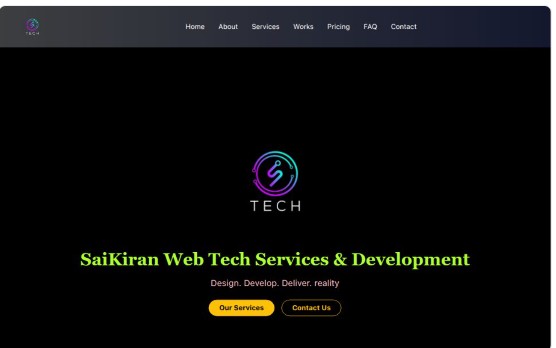 TECH
Home About Services Works Pricing FAQ Contact
TECH
SaiKiran Web Tech Services & Development
Design. Develop. Deliver. reality
Our Services Contact Us